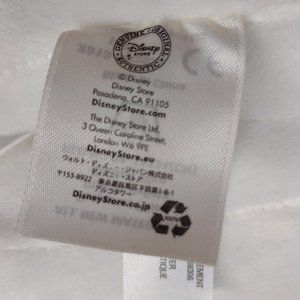 GENUINE ORIGINAL
Disney
STORE
AUTHENTIC
© Disney
Disney Store
Pasadena, CA 91105
DisneyStore.com
The Disney Store Ltd,
3 Queen Caroline Street,
London W6 9PE
DisneyStore.eu
ウォルト・ディズニー・ジャパン株式会社
ディズニーストア
〒153-8922 東京都目黒区下目黒1-8-1
アルコタワー
DisneyStore.co.jp
100%